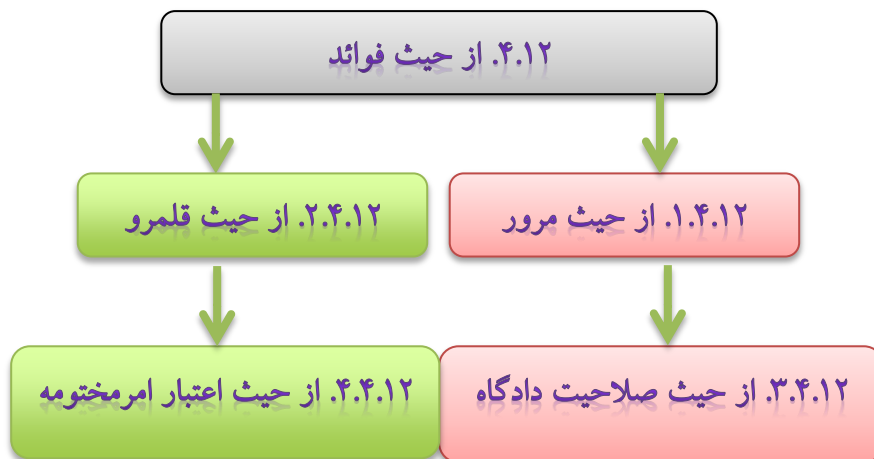 ۴.۱۲. از حیث فوائد
۱.۴.۱۲. از حیث مرور
۲.۴.۱۲. از حیث قلمرو
۳.۴.۱۲. از حیث صلاحیت دادگاه
۴.۴.۱۲. از حیث اعتبار امرمختومه